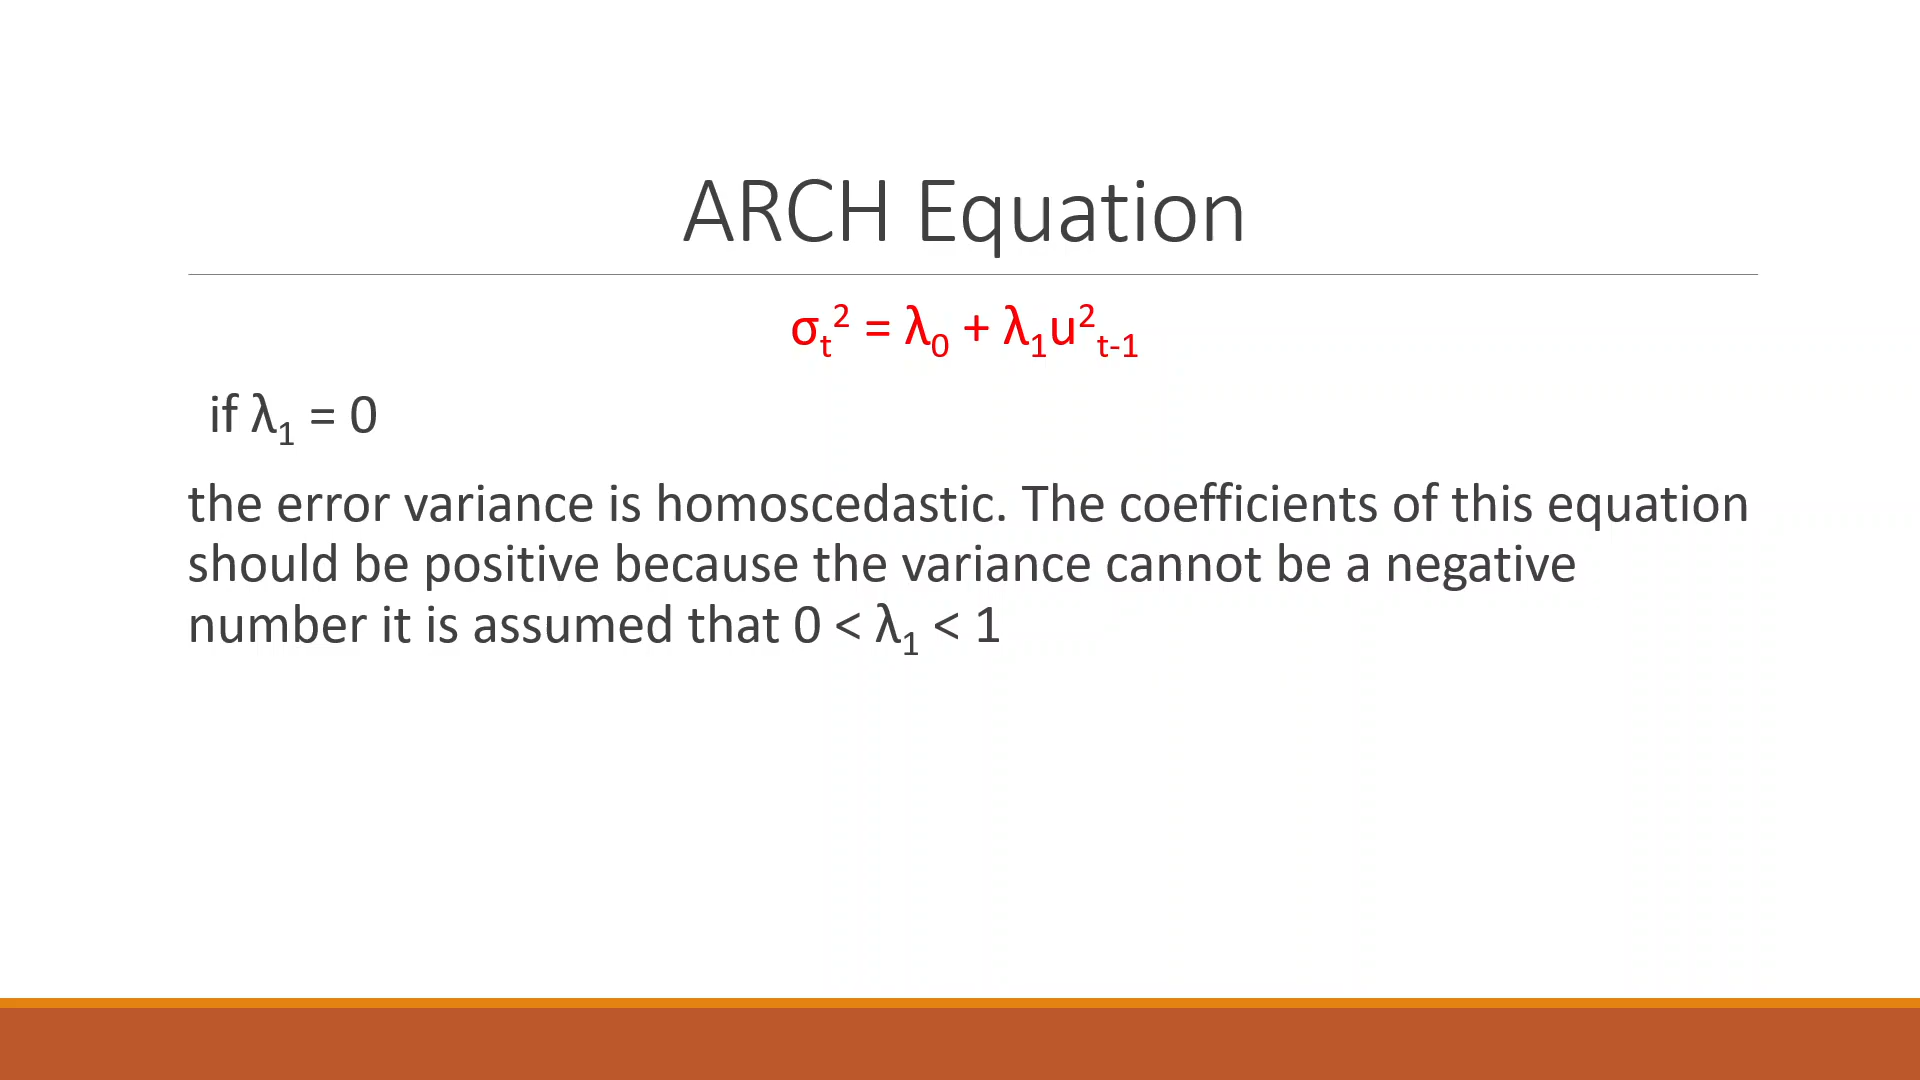 ARCH Equation
σₜ² = λ₀ + λ₁u²ₜ₋₁
if λ₁ = 0
the error variance is homoscedastic. The coefficients of this equation
should be positive because the variance cannot be a negative
number it is assumed that 0 < λ₁ < 1